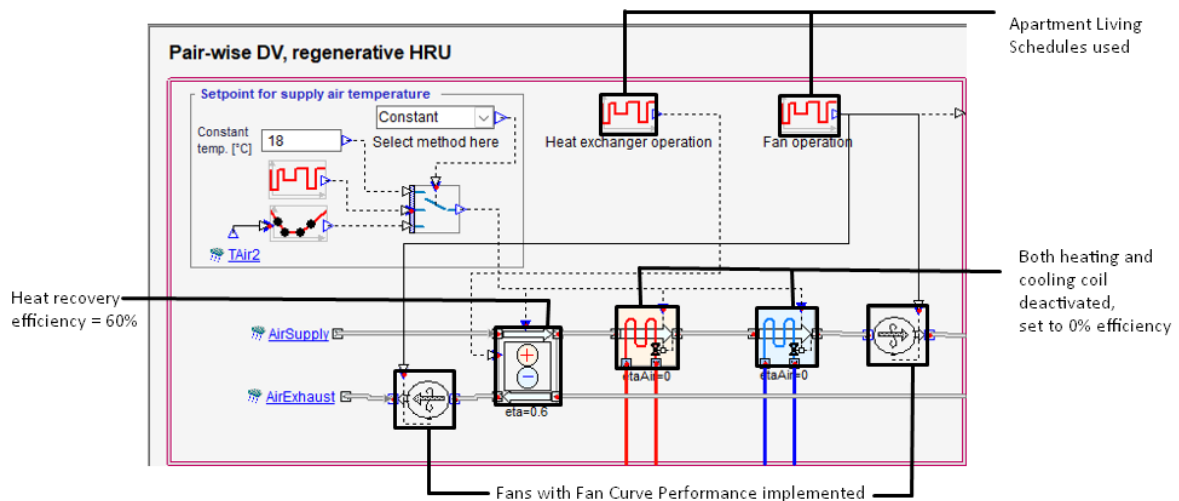 Apartment Living
Schedules used
Pair-wise DV, regenerative HRU
Setpoint for supply air temperature
Constant
Constant
temp. [°C]
18
Select method here
Heat exchanger operation
Fan operation
TAir2
Both heating and
cooling coil
deactivated,
set to 0% efficiency
Heat recovery
efficiency = 60%
AirSupply
etaAir=0
etaAir=0
AirExhaust
eta=0.6
Fans with Fan Curve Performance implemented